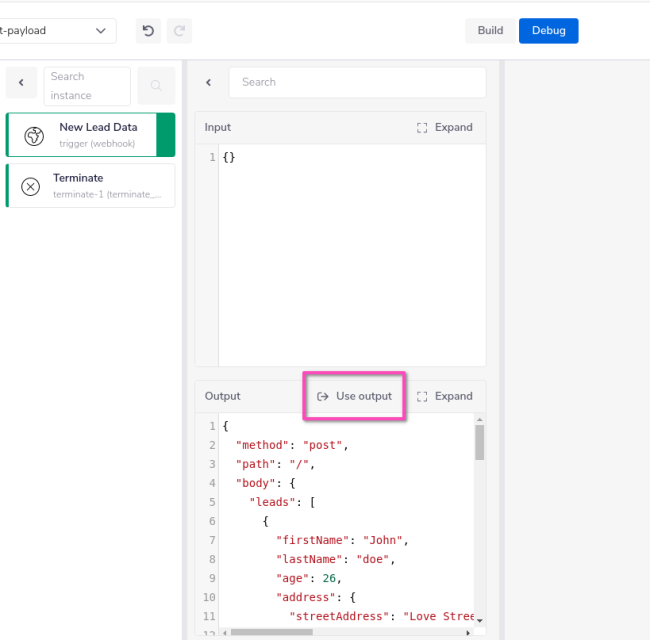 t-payload
Build
Debug
Search
instance
New Lead Data
trigger (webhook)
Terminate
terminate-1 (terminate_...
Search
Input
Expand
1 {}
Output
Use output
Expand
1 {
2 "method": "post",
3 "path": "/",
4 "body": {
5 "leads": [
6 {
7 "firstName": "John",
8 "lastName": "doe",
9 "age": 26,
10 "address": {
11 "streetAddress": "Love Stree
12